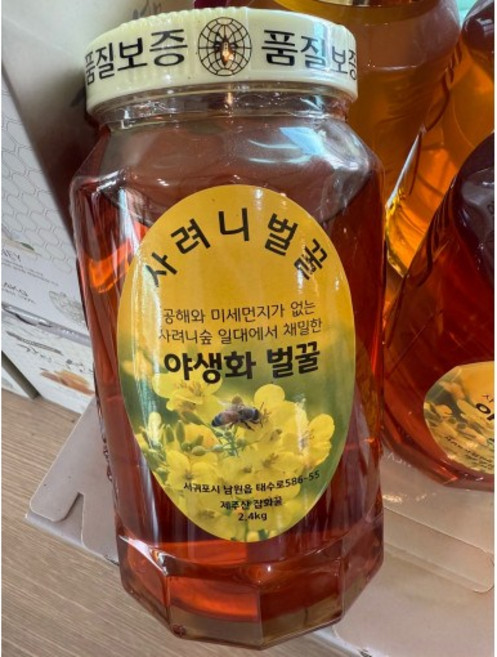 품질보증 품질보증
사려니벌꿀
공해와 미세먼지가 없는
사려니숲 일대에서 채밀한
야생화 벌꿀
서귀포시 남원읍 태수로586-55
제주산 잡화꿀
2.4kg